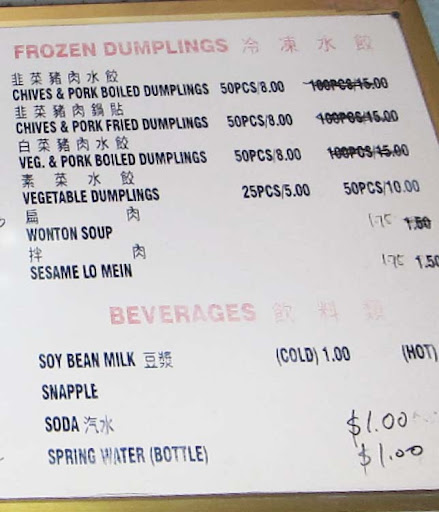 FROZEN DUMPLINGS 冷凍水餃
韭菜豬肉水餃
CHIVES & PORK BOILED DUMPLINGS 50PCS/8.00 100PCS/15.00
韭菜豬肉鍋貼
CHIVES & PORK FRIED DUMPLINGS 50PCS/8.00 100PCS/15.00
白菜豬肉水餃
VEG. & PORK BOILED DUMPLINGS 50PCS/8.00 100PCS/15.00
素菜水餃
VEGETABLE DUMPLINGS 25PCS/5.00 50PCS/10.00
扁肉
WONTON SOUP 1.75 1.50
拌肉
SESAME LO MEIN 1.75 1.50
BEVERAGES 飲料類
SOY BEAN MILK 豆漿 (COLD) 1.00 (HOT)
SNAPPLE
SODA 汽水 $1.00
SPRING WATER (BOTTLE) $1.00